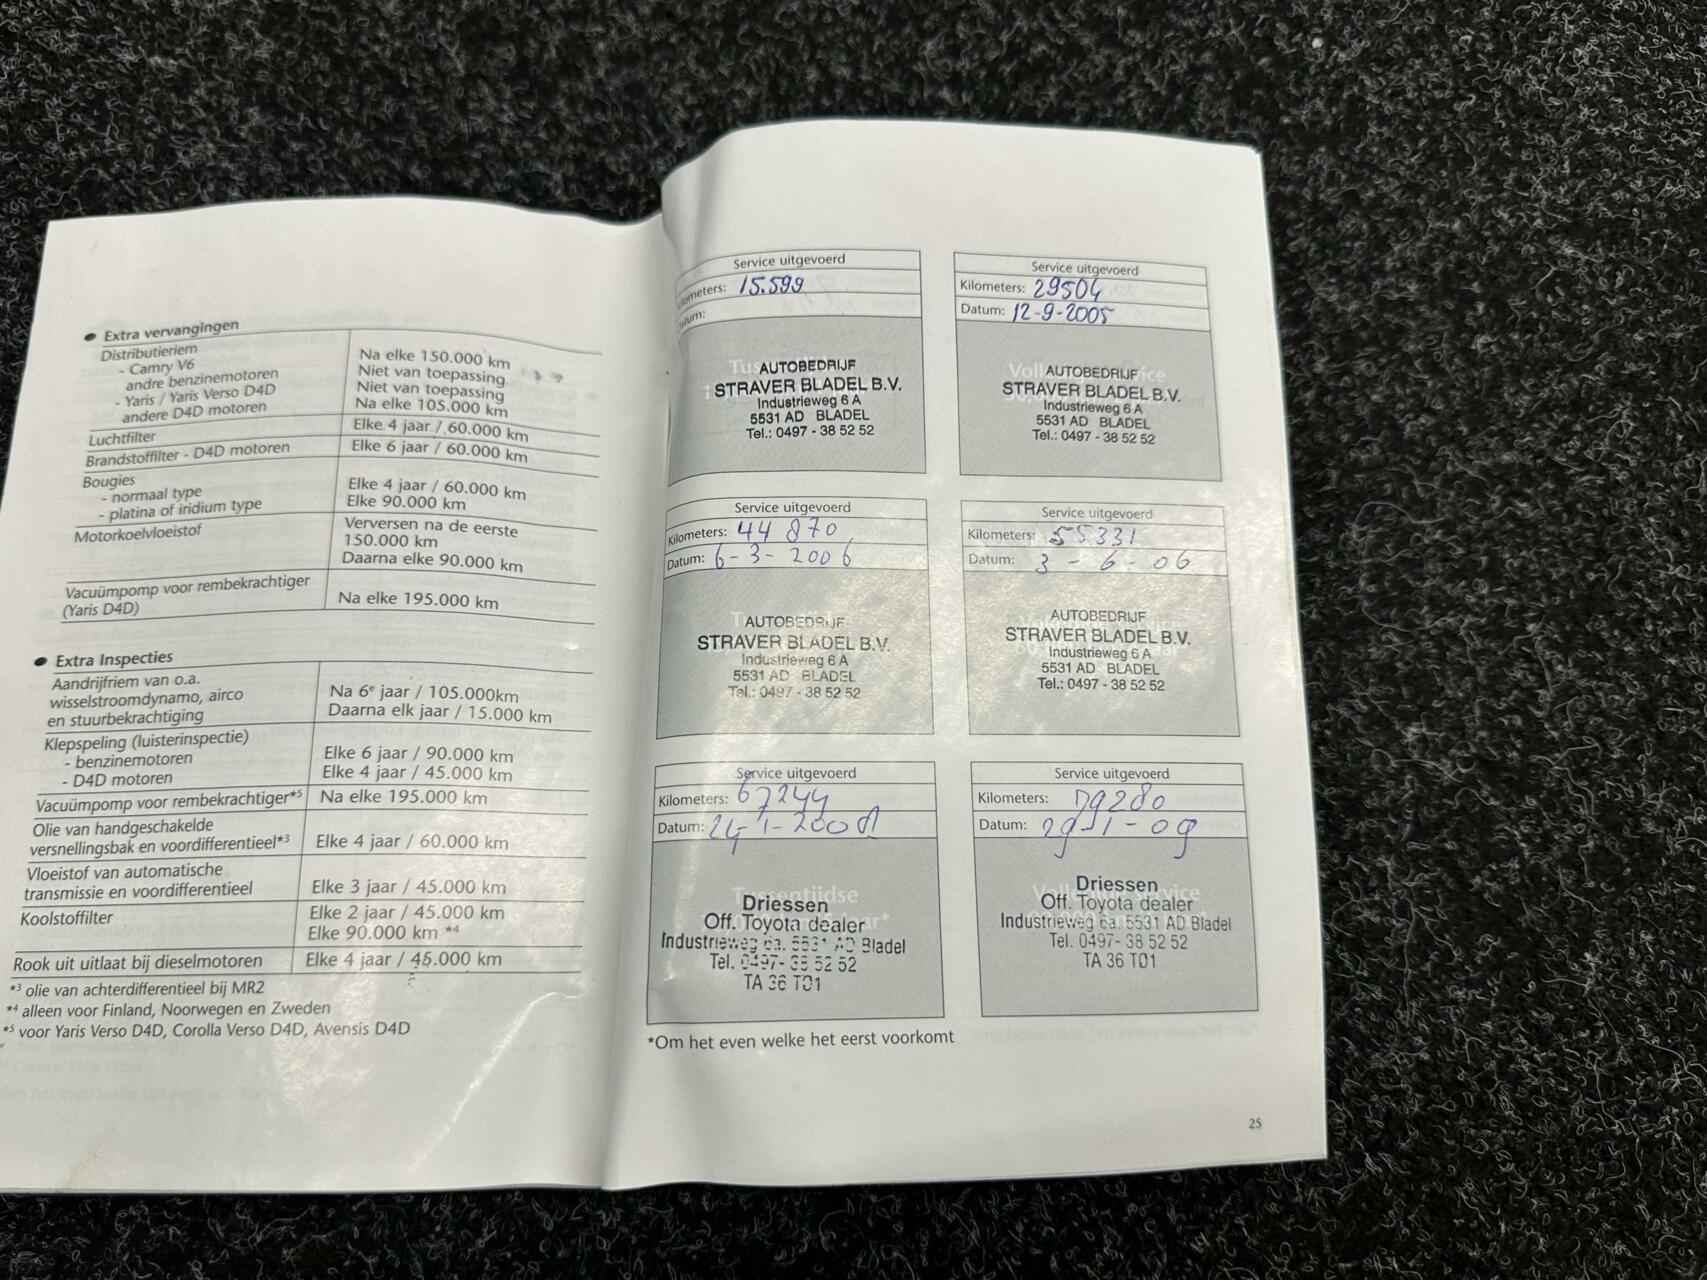 ● Extra vervangingen
Distributieriem
- Camry V6 Na elke 150.000 km
andre benzinemotoren Niet van toepassing
- Yaris / Yaris Verso D4D Niet van toepassing
andere D4D motoren Na elke 105.000 km
Luchtfilter Elke 4 jaar / 60.000 km
Brandstoffilter - D4D motoren Elke 6 jaar / 60.000 km
Bougies
- normaal type Elke 4 jaar / 60.000 km
- platina of iridium type Elke 90.000 km
Motorkoelvloeistof Verversen na de eerste
150.000 km
Daarna elke 90.000 km
Vacuümpomp voor rembekrachtiger
(Yaris D4D) Na elke 195.000 km
● Extra Inspecties
Aandrijfriem van o.a.
wisselstroomdynamo, airco Na 6e jaar / 105.000km
en stuurbekrachtiging Daarna elk jaar / 15.000 km
Klepspeling (luisterinspectie)
- benzinemotoren Elke 6 jaar / 90.000 km
- D4D motoren Elke 4 jaar / 45.000 km
Vacuümpomp voor rembekrachtiger*5 Na elke 195.000 km
Olie van handgeschakelde
versnellingsbak en voordifferentieel*3 Elke 4 jaar / 60.000 km
Vloeistof van automatische
transmissie en voordifferentieel Elke 3 jaar / 45.000 km
Koolstoffilter Elke 2 jaar / 45.000 km
Elke 90.000 km *4
Rook uit uitlaat bij dieselmotoren Elke 4 jaar / 45.000 km
*3 olie van achterdifferentieel bij MR2
*4 alleen voor Finland, Noorwegen en Zweden
*5 voor Yaris Verso D4D, Corolla Verso D4D, Avensis D4D
Service uitgevoerd
Kilometers: 15.599
Datum:
AUTOBEDRIJF
STRAVER BLADEL B.V.
Industrieweg 6 A
5531 AD BLADEL
Tel.: 0497 - 38 52 52
Service uitgevoerd
Kilometers: 29504
Datum: 12-9-2005
AUTOBEDRIJF
STRAVER BLADEL B.V.
Industrieweg 6 A
5531 AD BLADEL
Tel.: 0497 - 38 52 52
Service uitgevoerd
Kilometers: 44 870
Datum: 6-3-2006
AUTOBEDRIJF
STRAVER BLADEL B.V.
Industrieweg 6 A
5531 AD BLADEL
Tel.: 0497 - 38 52 52
Service uitgevoerd
Kilometers: 55331
Datum: 3 - 6 - 06
AUTOBEDRIJF
STRAVER BLADEL B.V.
Industrieweg 6 A
5531 AD BLADEL
Tel.: 0497 - 38 52 52
Service uitgevoerd
Kilometers: 67244
Datum:
Tussentijdse
Driessen
Off. Toyota dealer
Industrieweg 6a. 5531 AD Bladel
Tel. 0497- 38 52 52
TA 36 T01
Service uitgevoerd
Kilometers: 79280
Datum: 29-1-09
Driessen
Off. Toyota dealer
Industrieweg 6a. 5531 AD Bladel
Tel. 0497- 38 52 52
TA 36 T01
*Om het even welke het eerst voorkomt
25